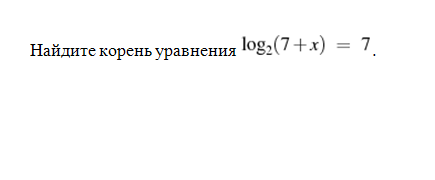 Найдите корень уравнения log₂(7+x) = 7.